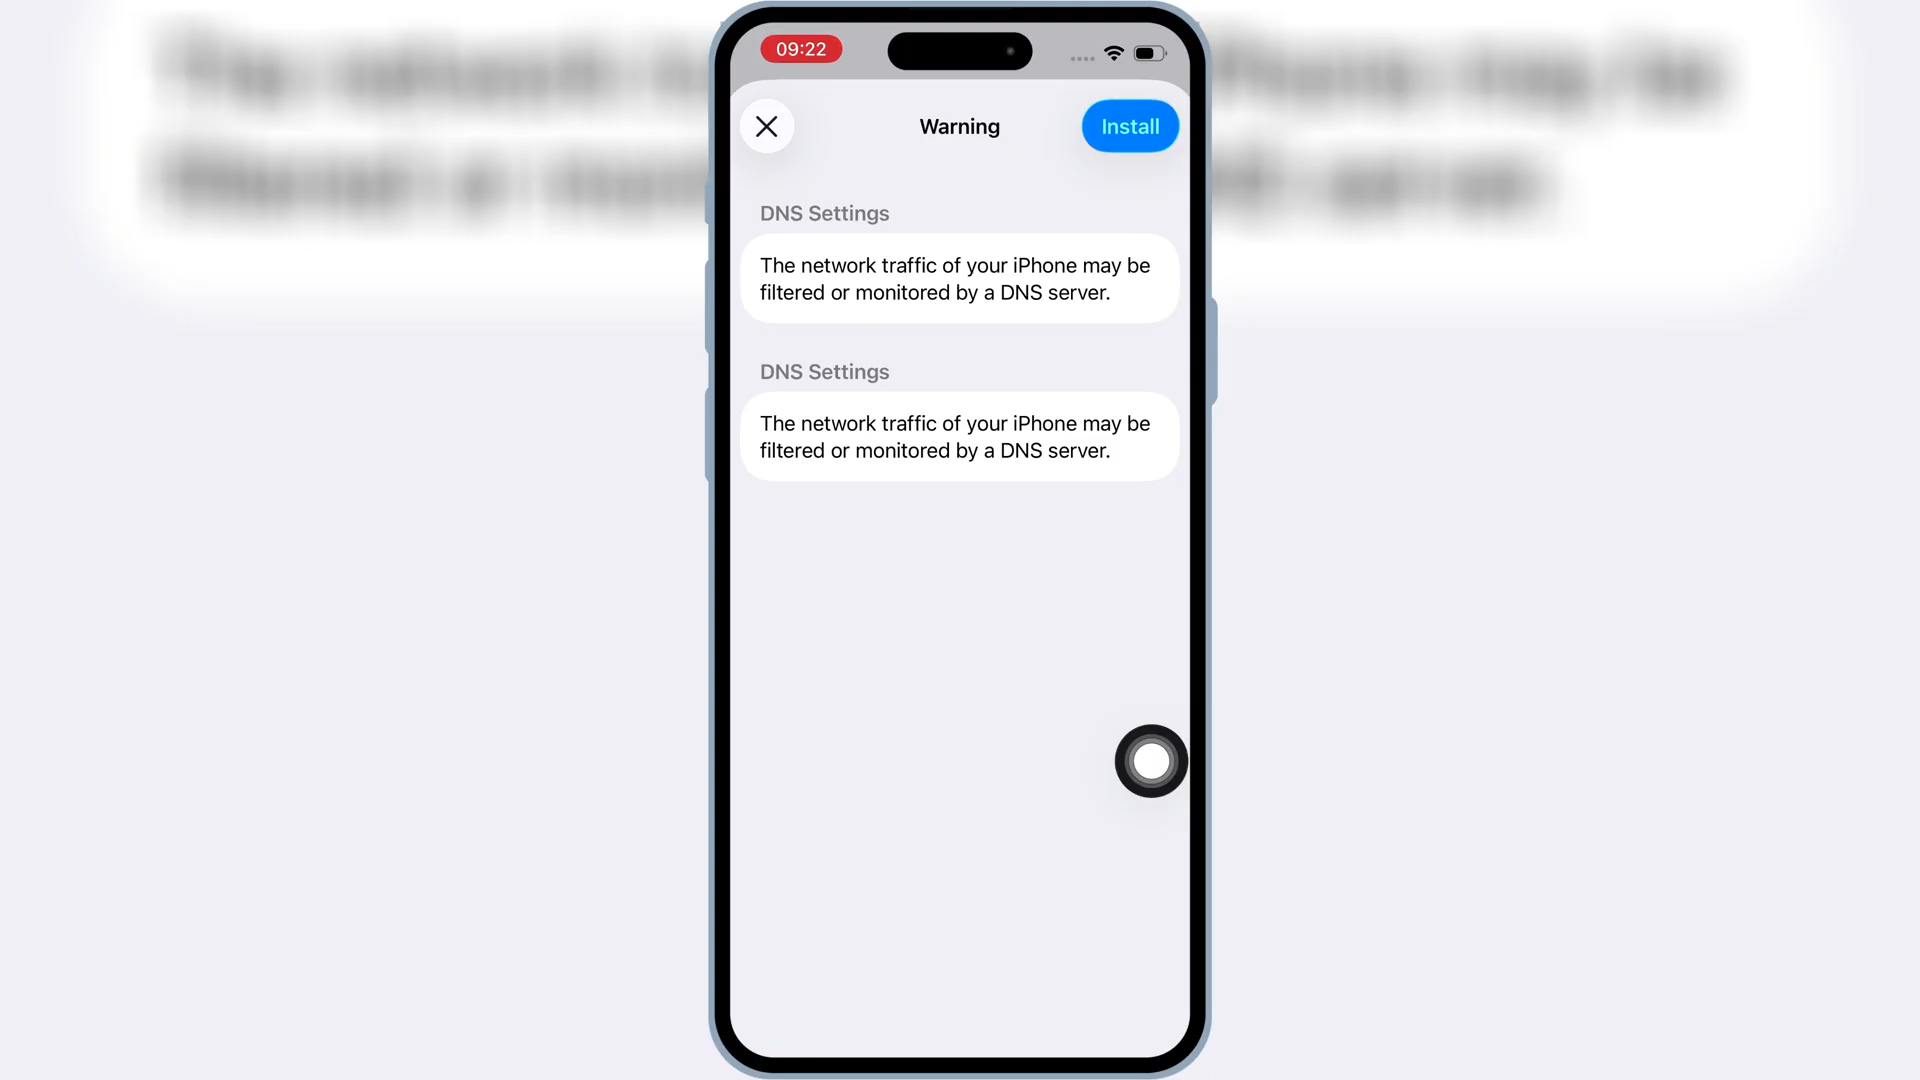 09:22
Warning
Install
DNS Settings
The network traffic of your iPhone may be
filtered or monitored by a DNS server.
DNS Settings
The network traffic of your iPhone may be
filtered or monitored by a DNS server.